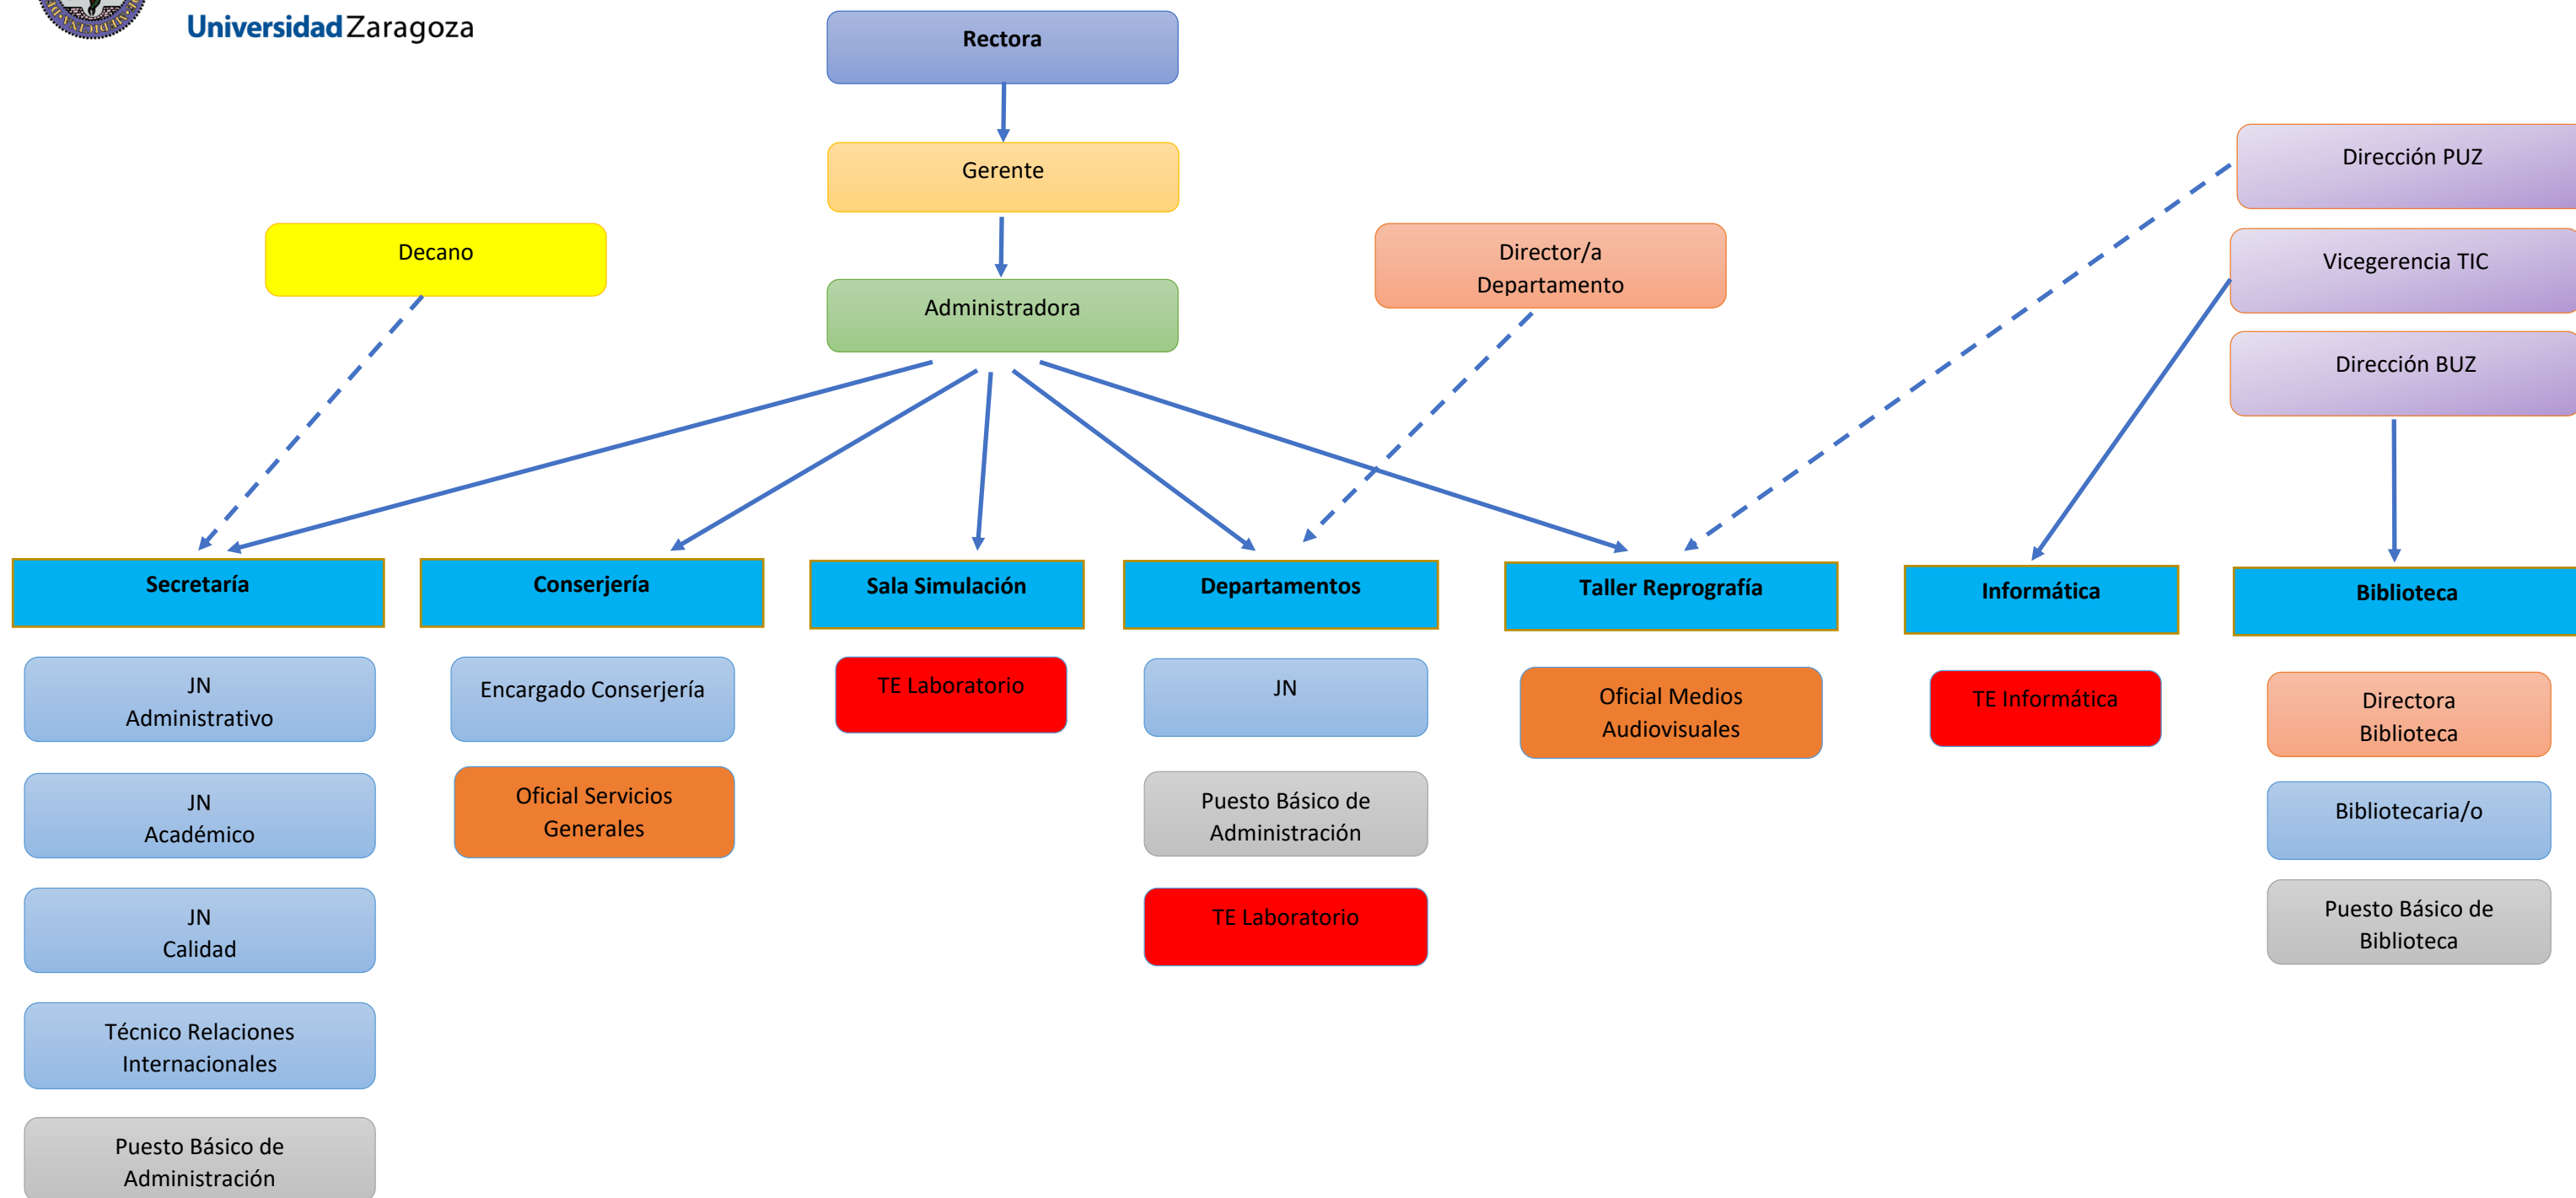 MEDICINA DE
Universidad Zaragoza
Rectora
Gerente
Administradora
Decano
Director/a
Departamento
Dirección PUZ
Vicegerencia TIC
Dirección BUZ
Secretaría
Conserjería
Sala Simulación
Departamentos
Taller Reprografía
Informática
Biblioteca
JN
Administrativo
JN
Académico
JN
Calidad
Técnico Relaciones
Internacionales
Puesto Básico de
Administración
Encargado Conserjería
Oficial Servicios
Generales
TE Laboratorio
JN
Puesto Básico de
Administración
TE Laboratorio
Oficial Medios
Audiovisuales
TE Informática
Directora
Biblioteca
Bibliotecaria/o
Puesto Básico de
Biblioteca